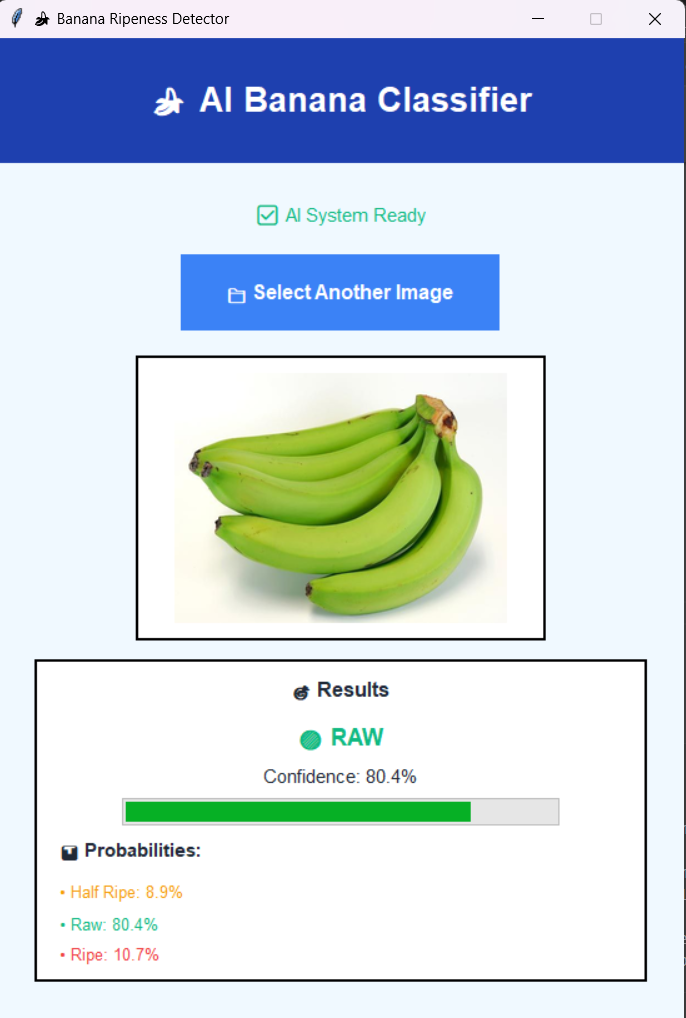 Banana Ripeness Detector
AI Banana Classifier
AI System Ready
Select Another Image
Results
RAW
Confidence: 80.4%
Probabilities:
• Half Ripe: 8.9%
• Raw: 80.4%
• Ripe: 10.7%